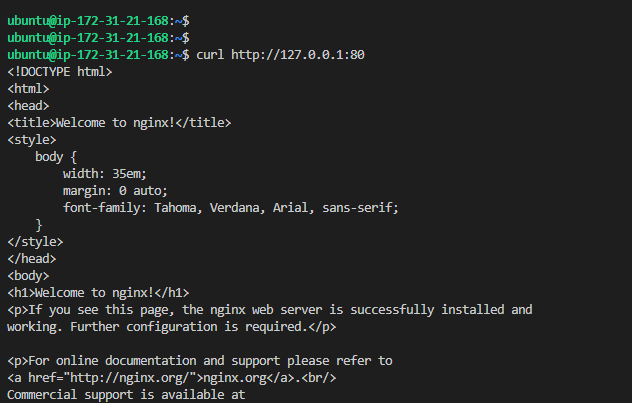 ubuntu@ip-172-31-21-168:~$
ubuntu@ip-172-31-21-168:~$
ubuntu@ip-172-31-21-168:~$ curl http://127.0.0.1:80
<!DOCTYPE html>
<html>
<head>
<title>Welcome to nginx!</title>
<style>
    body {
        width: 35em;
        margin: 0 auto;
        font-family: Tahoma, Verdana, Arial, sans-serif;
    }
</style>
</head>
<body>
<h1>Welcome to nginx!</h1>
<p>If you see this page, the nginx web server is successfully installed and
working. Further configuration is required.</p>

<p>For online documentation and support please refer to
<a href="http://nginx.org/">nginx.org</a>.<br/>
Commercial support is available at